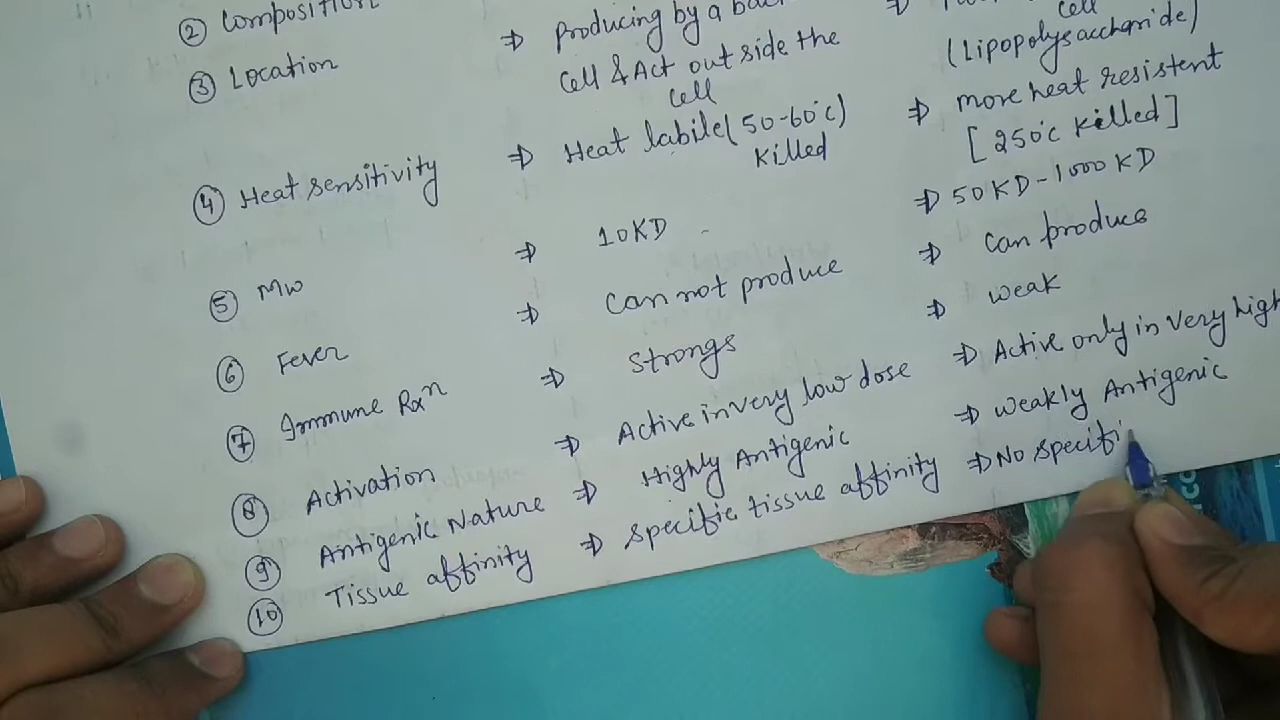 ② Composition
⇒ Producing by a
③ Location
Cell & Act out side the
cell
cell
(Lipopolysaccharide)
④ Heat sensitivity ⇒ Heat labile (50-60°c) ⇒ more heat resistent
Killed
[250°c Killed]
⑤ Mw ⇒ 10KD ⇒ 50KD-1000KD
⑥ Fever ⇒ Can not produce ⇒ Can produce
⑦ Immune Rxⁿ ⇒ Strongs ⇒ weak
⑧ Activation ⇒ Active in very low dose ⇒ Active only in very high
⑨ Antigenic Nature ⇒ Highly Antigenic ⇒ Weakly Antigenic
⑩ Tissue affinity ⇒ specific tissue affinity ⇒ No specifi